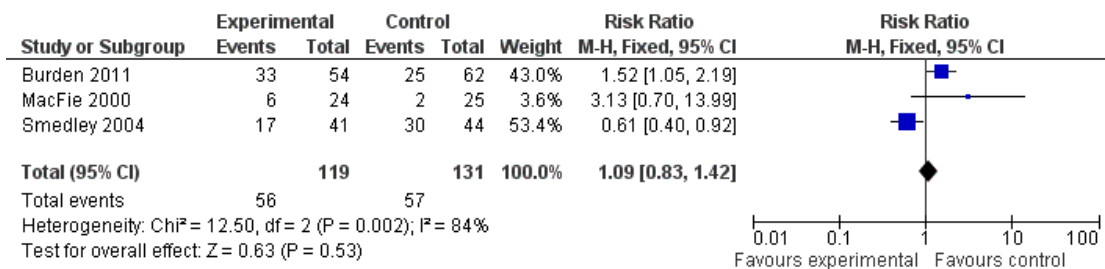 Experimental Control Risk Ratio Risk Ratio
Study or Subgroup Events Total Events Total Weight M-H, Fixed, 95% CI M-H, Fixed, 95% CI
Burden 2011 33 54 25 62 43.0% 1.52 [1.05, 2.19]
MacFie 2000 6 24 2 25 3.6% 3.13 [0.70, 13.99]
Smedley 2004 17 41 30 44 53.4% 0.61 [0.40, 0.92]
Total (95% CI) 119 131 100.0% 1.09 [0.83, 1.42]
Total events 56 57
Heterogeneity: Chi² = 12.50, df = 2 (P = 0.002); I² = 84%
Test for overall effect: Z = 0.63 (P = 0.53)
0.01 0.1 1 10 100
Favours experimental Favours control